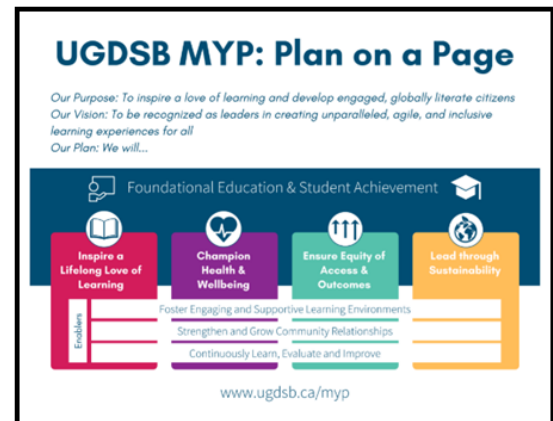 UGDSB MYP: Plan on a Page
Our Purpose: To inspire a love of learning and develop engaged, globally literate citizens
Our Vision: To be recognized as leaders in creating unparalleled, agile, and inclusive
learning experiences for all
Our Plan: We will...
Foundational Education & Student Achievement
Inspire a
Lifelong Love of
Learning
Champion
Health &
Wellbeing
Ensure Equity of
Access &
Outcomes
Lead through
Sustainability
Enablers
Foster Engaging and Supportive Learning Environments
Strengthen and Grow Community Relationships
Continuously Learn, Evaluate and Improve
www.ugdsb.ca/myp